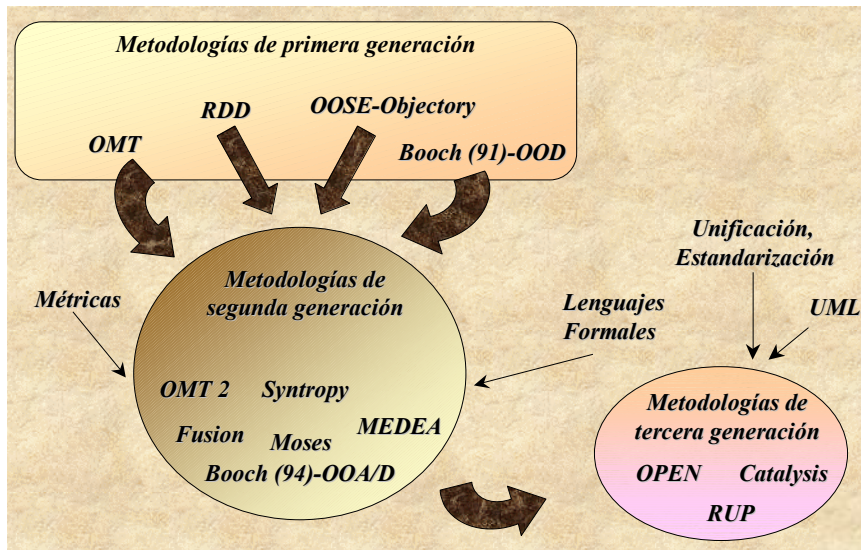 Metodologías de primera generación
RDD
OOSE-Objectory
OMT
Booch (91)-OOD
Metodologías de
segunda generación
Métricas
Lenguajes
Formales
Unificación,
Estandarización
UML
OMT 2
Syntropy
Fusion
Moses
MEDEA
Booch (94)-OOA/D
Metodologías de
tercera generación
OPEN
Catalysis
RUP